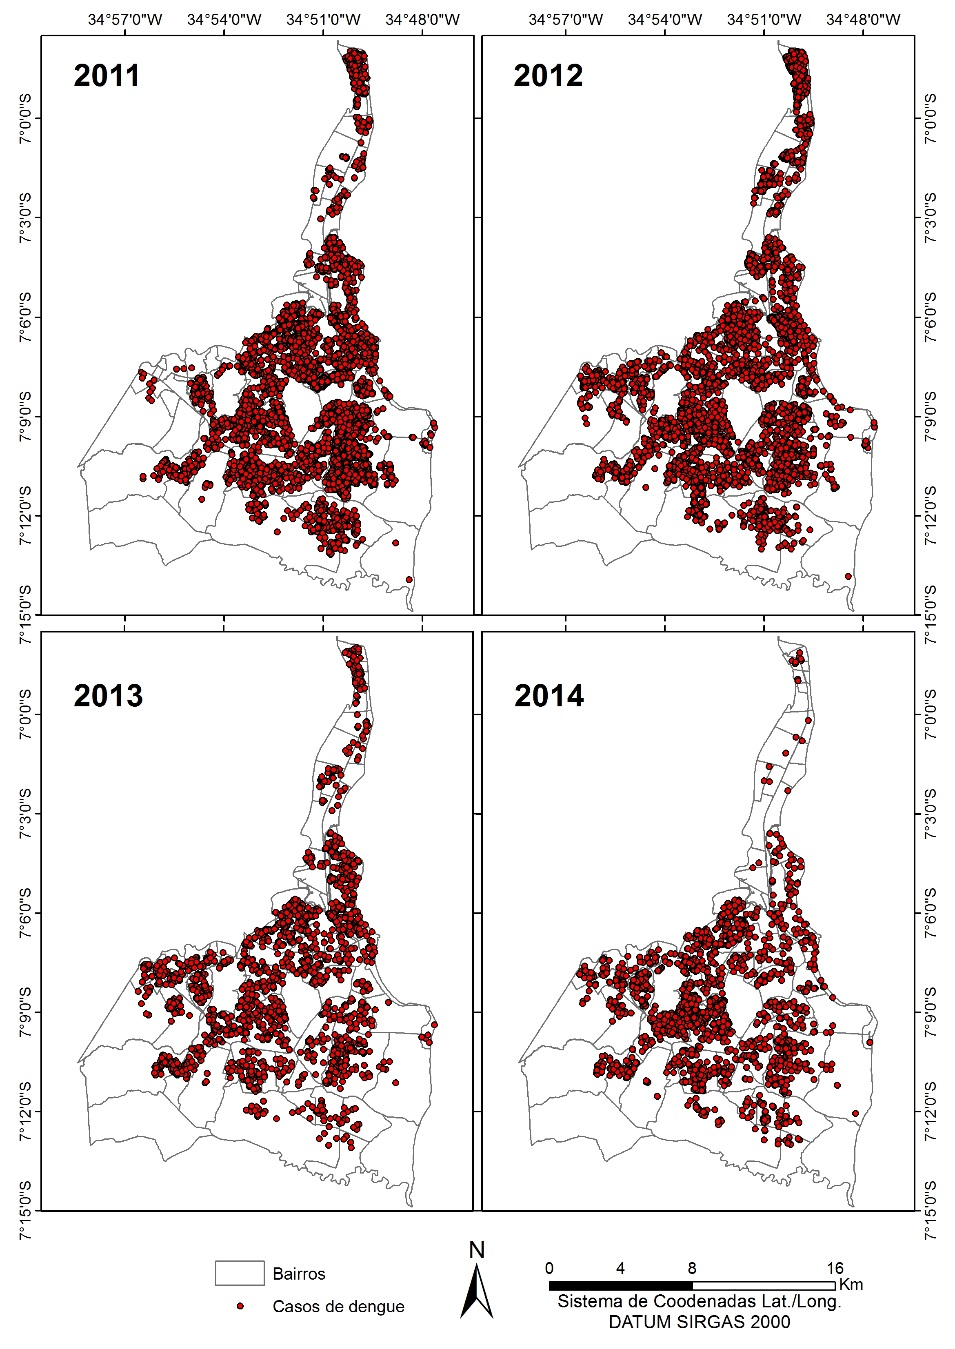 34°57'0"W 34°54'0"W 34°51'0"W 34°48'0"W 34°57'0"W 34°54'0"W 34°51'0"W 34°48'0"W
2011
2012
7°0'0"S
7°3'0"S
7°6'0"S
7°9'0"S
7°12'0"S
7°15'0"S
7°0'0"S
7°3'0"S
7°6'0"S
7°9'0"S
7°12'0"S
7°15'0"S
2013
2014
7°0'0"S
7°3'0"S
7°6'0"S
7°9'0"S
7°12'0"S
7°15'0"S
7°0'0"S
7°3'0"S
7°6'0"S
7°9'0"S
7°12'0"S
7°15'0"S
Bairros
Casos de dengue
N
0 4 8 16
Km
Sistema de Coodenadas Lat./Long.
DATUM SIRGAS 2000